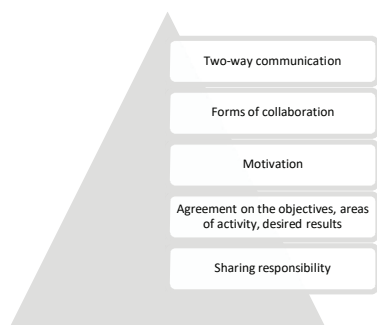 Two-way communication
Forms of collaboration
Motivation
Agreement on the objectives, areas
of activity, desired results
Sharing responsibility